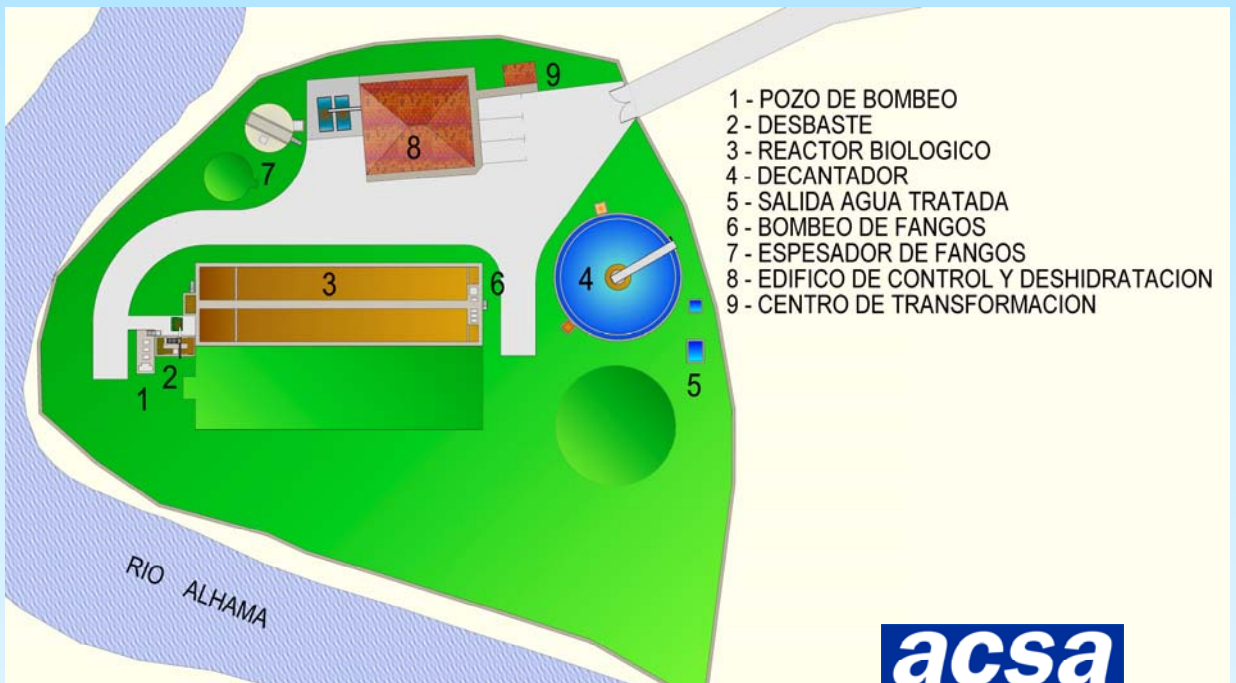 9
8
7
3
6
4
2
1
5
1 - POZO DE BOMBEO
2 - DESBASTE
3 - REACTOR BIOLOGICO
4 - DECANTADOR
5 - SALIDA AGUA TRATADA
6 - BOMBEO DE FANGOS
7 - ESPESADOR DE FANGOS
8 - EDIFICO DE CONTROL Y DESHIDRATACION
9 - CENTRO DE TRANSFORMACION
RIO ALHAMA
acsa